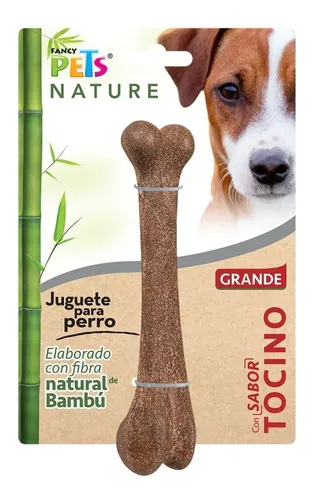 FANCY
PETS®
NATURE
GRANDE
Juguete
para
perro
Elaborado
con fibra
natural de
Bambú
Con SABOR
TOCINO